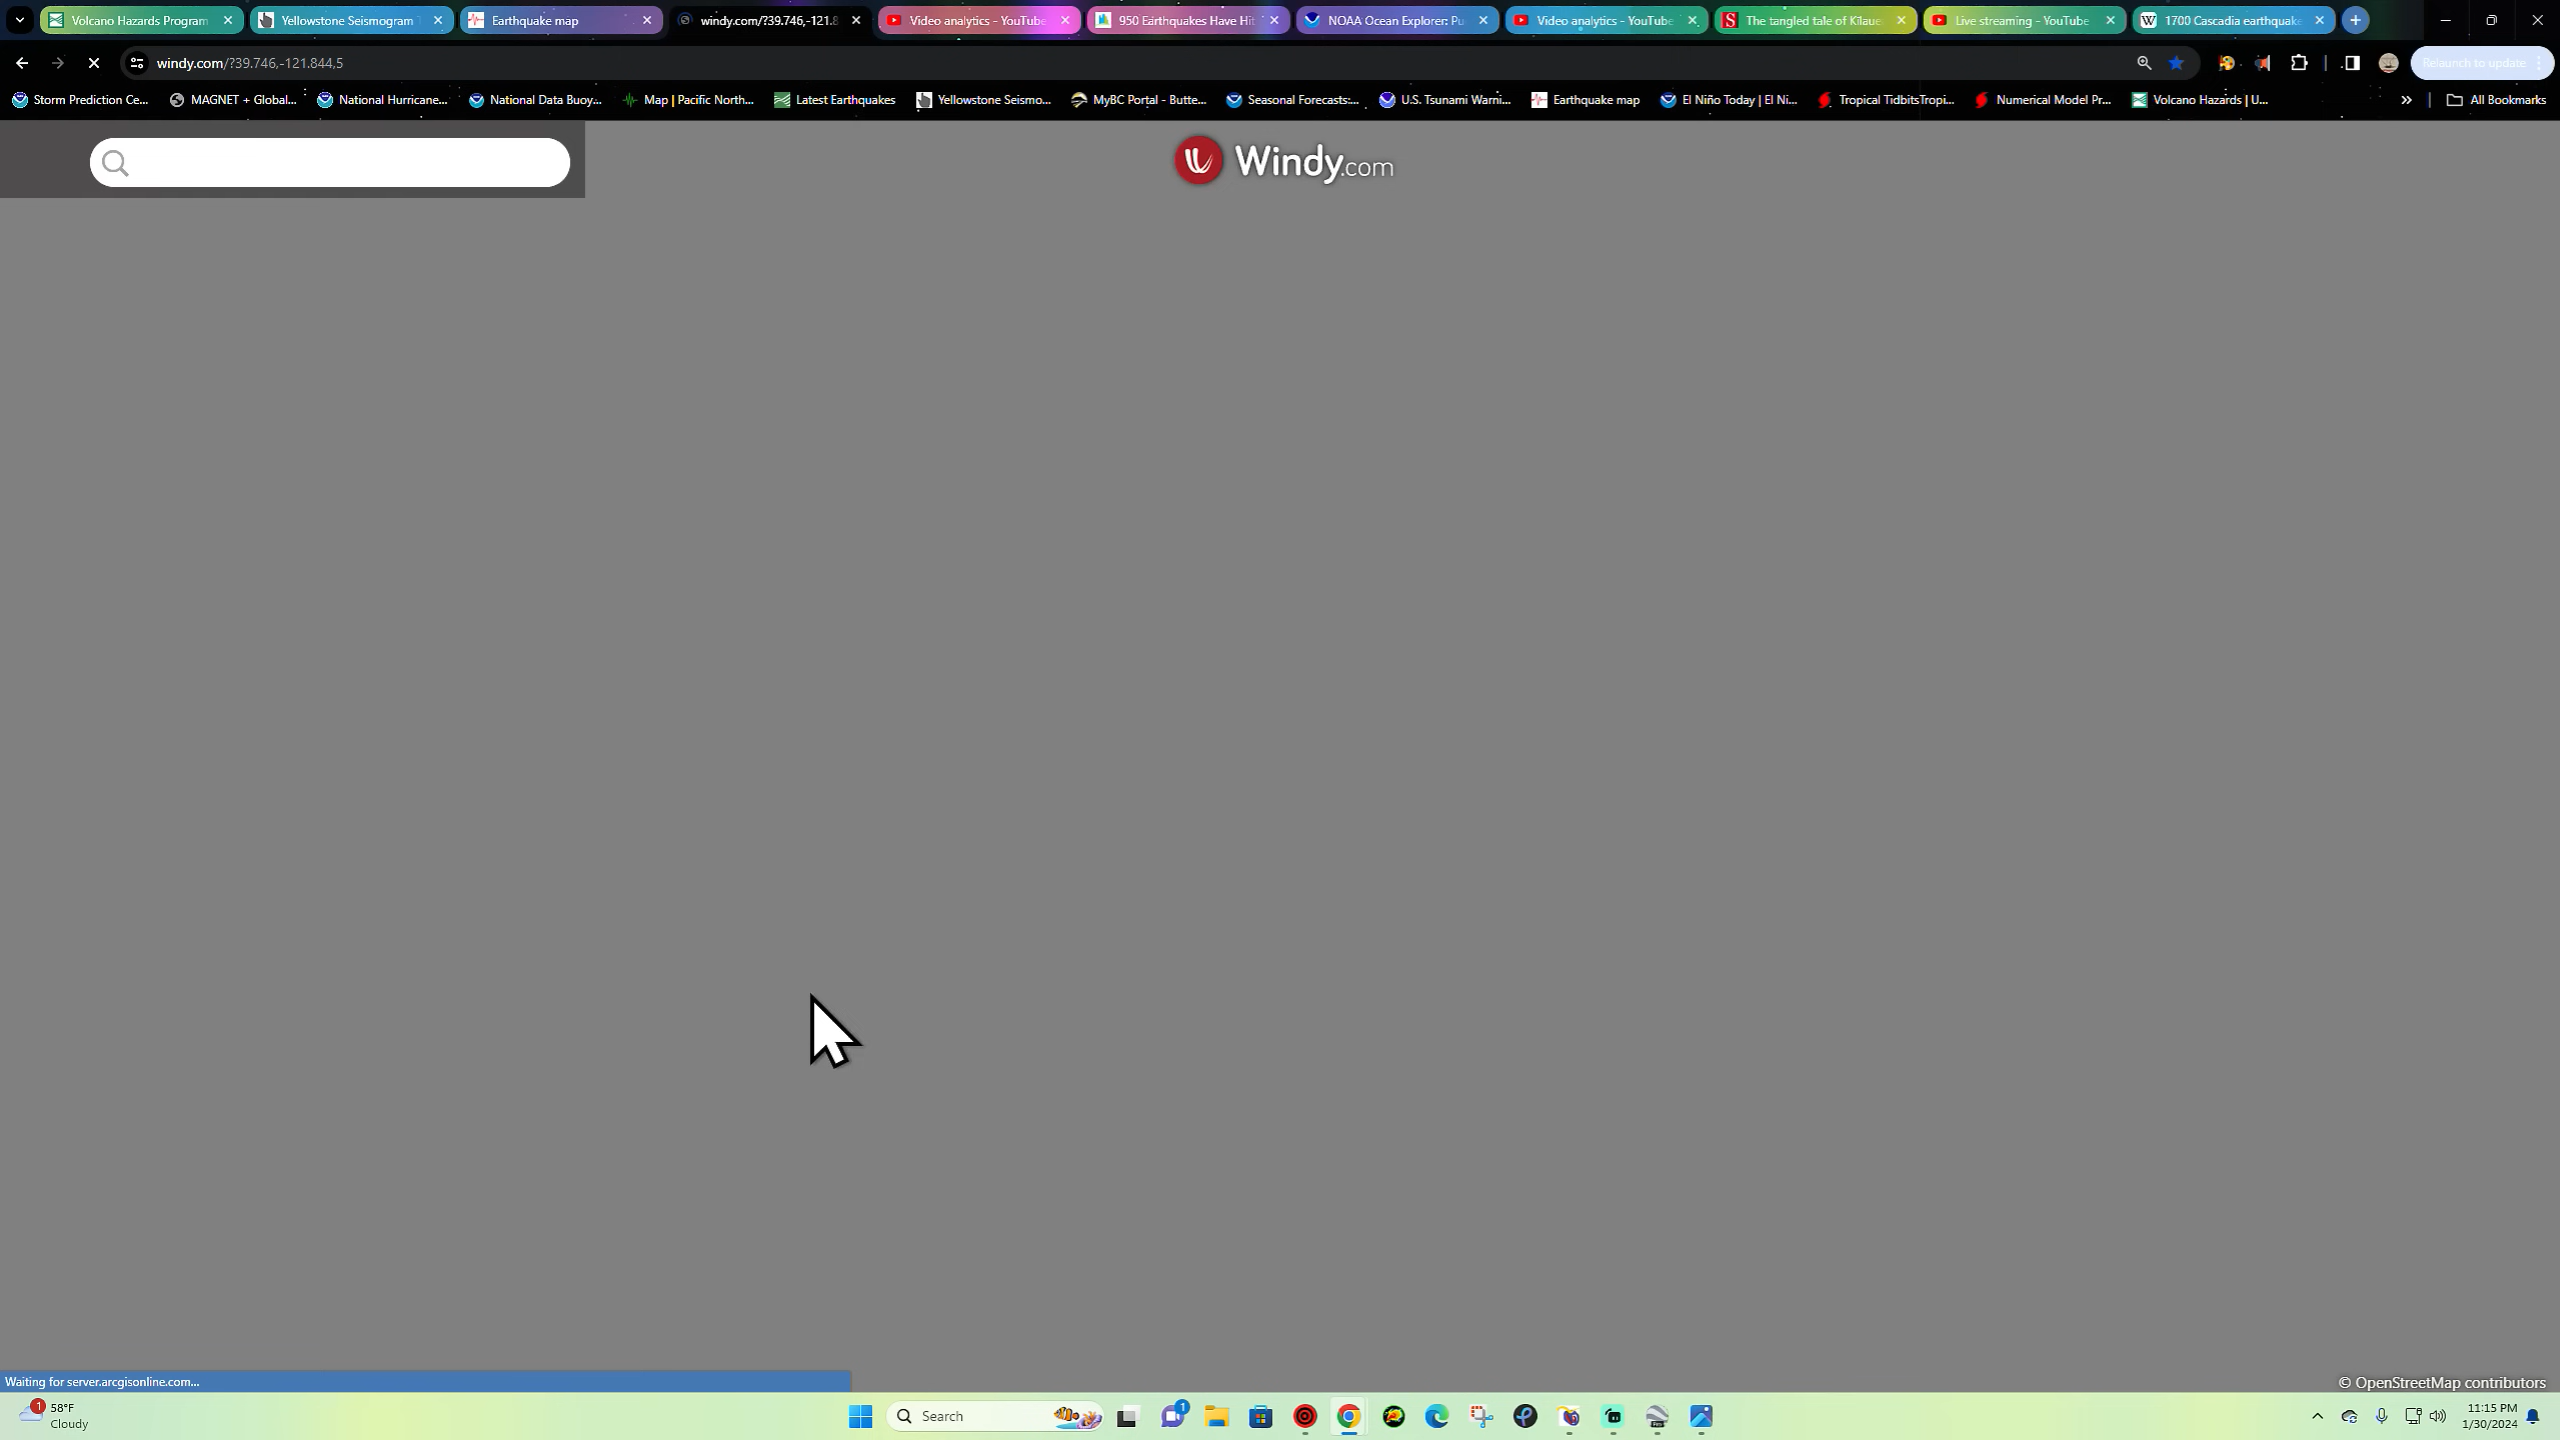 Volcano Hazards Program
Yellowstone Seismogram
Earthquake map
windy.com/?39.746,-121.8
Video analytics - YouTube
950 Earthquakes Have Hit
NOAA Ocean Explorer: Pu
Video analytics - YouTube
The tangled tale of Kilaue
Live streaming - YouTube
W 1700 Cascadia earthquake
windy.com/?39.746,-121.844,5
Relaunch to update
Storm Prediction Ce...
MAGNET + Global...
National Hurricane...
National Data Buoy...
Map | Pacific North...
Latest Earthquakes
Yellowstone Seismo...
MyBC Portal - Butte...
Seasonal Forecasts:...
U.S. Tsunami Warni...
Earthquake map
El Niño Today | El Ni...
Tropical TidbitsTropi...
Numerical Model Pr...
Volcano Hazards | U...
All Bookmarks
Windy.com
Waiting for server.arcgisonline.com...
© OpenStreetMap contributors
1
58°F
Cloudy
Search
1
11:15 PM
1/30/2024